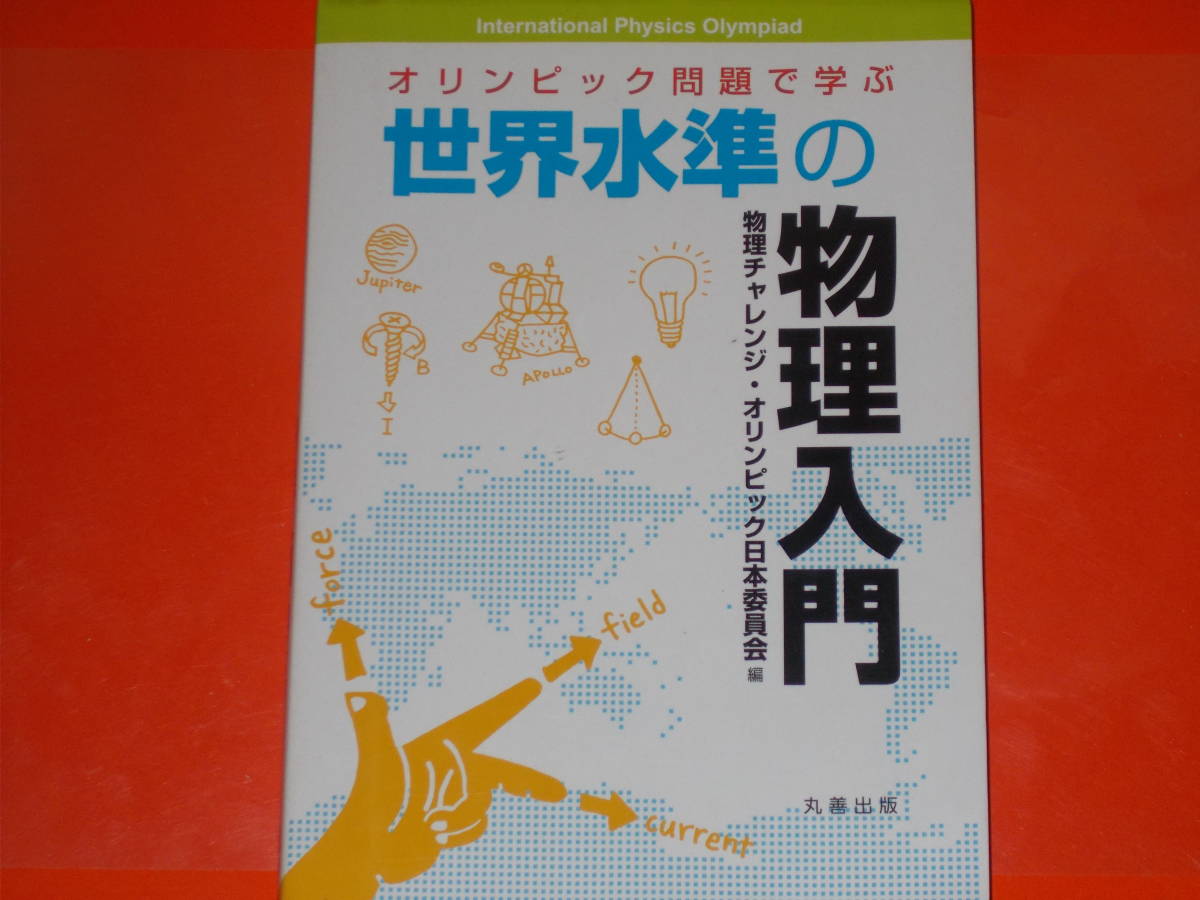 International Physics Olympiad
オリンピック問題で学ぶ
世界水準の
物理入門
物理チャレンジ・オリンピック日本委員会 編
Jupiter
B
I
APOLLO
force
field
current
丸善出版